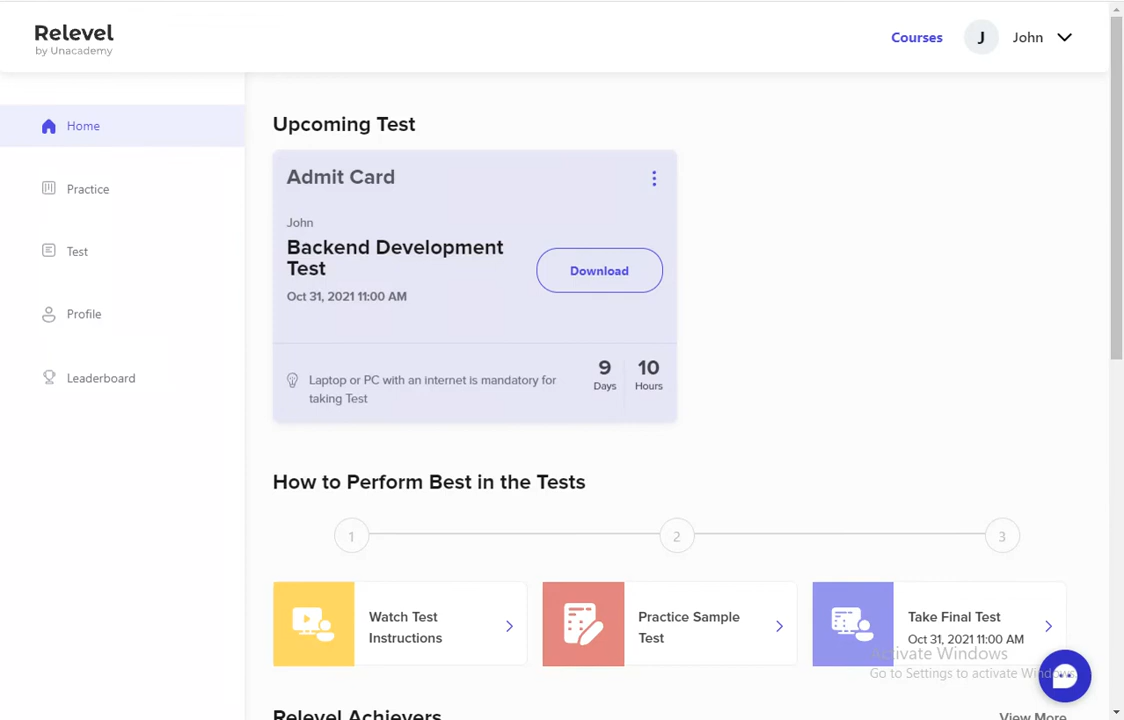 Relevel
by Unacademy
Courses
J
John
Home
Practice
Test
Profile
Leaderboard
Upcoming Test
Admit Card
John
Backend Development
Test
Oct 31, 2021 11:00 AM
Download
Laptop or PC with an internet is mandatory for
taking Test
9
Days
10
Hours
How to Perform Best in the Tests
1
2
3
Watch Test
Instructions
Practice Sample
Test
Take Final Test
Oct 31, 2021 11:00 AM
Activate Windows
Go to Settings to activate Windows.
Relevel Achievers
View More